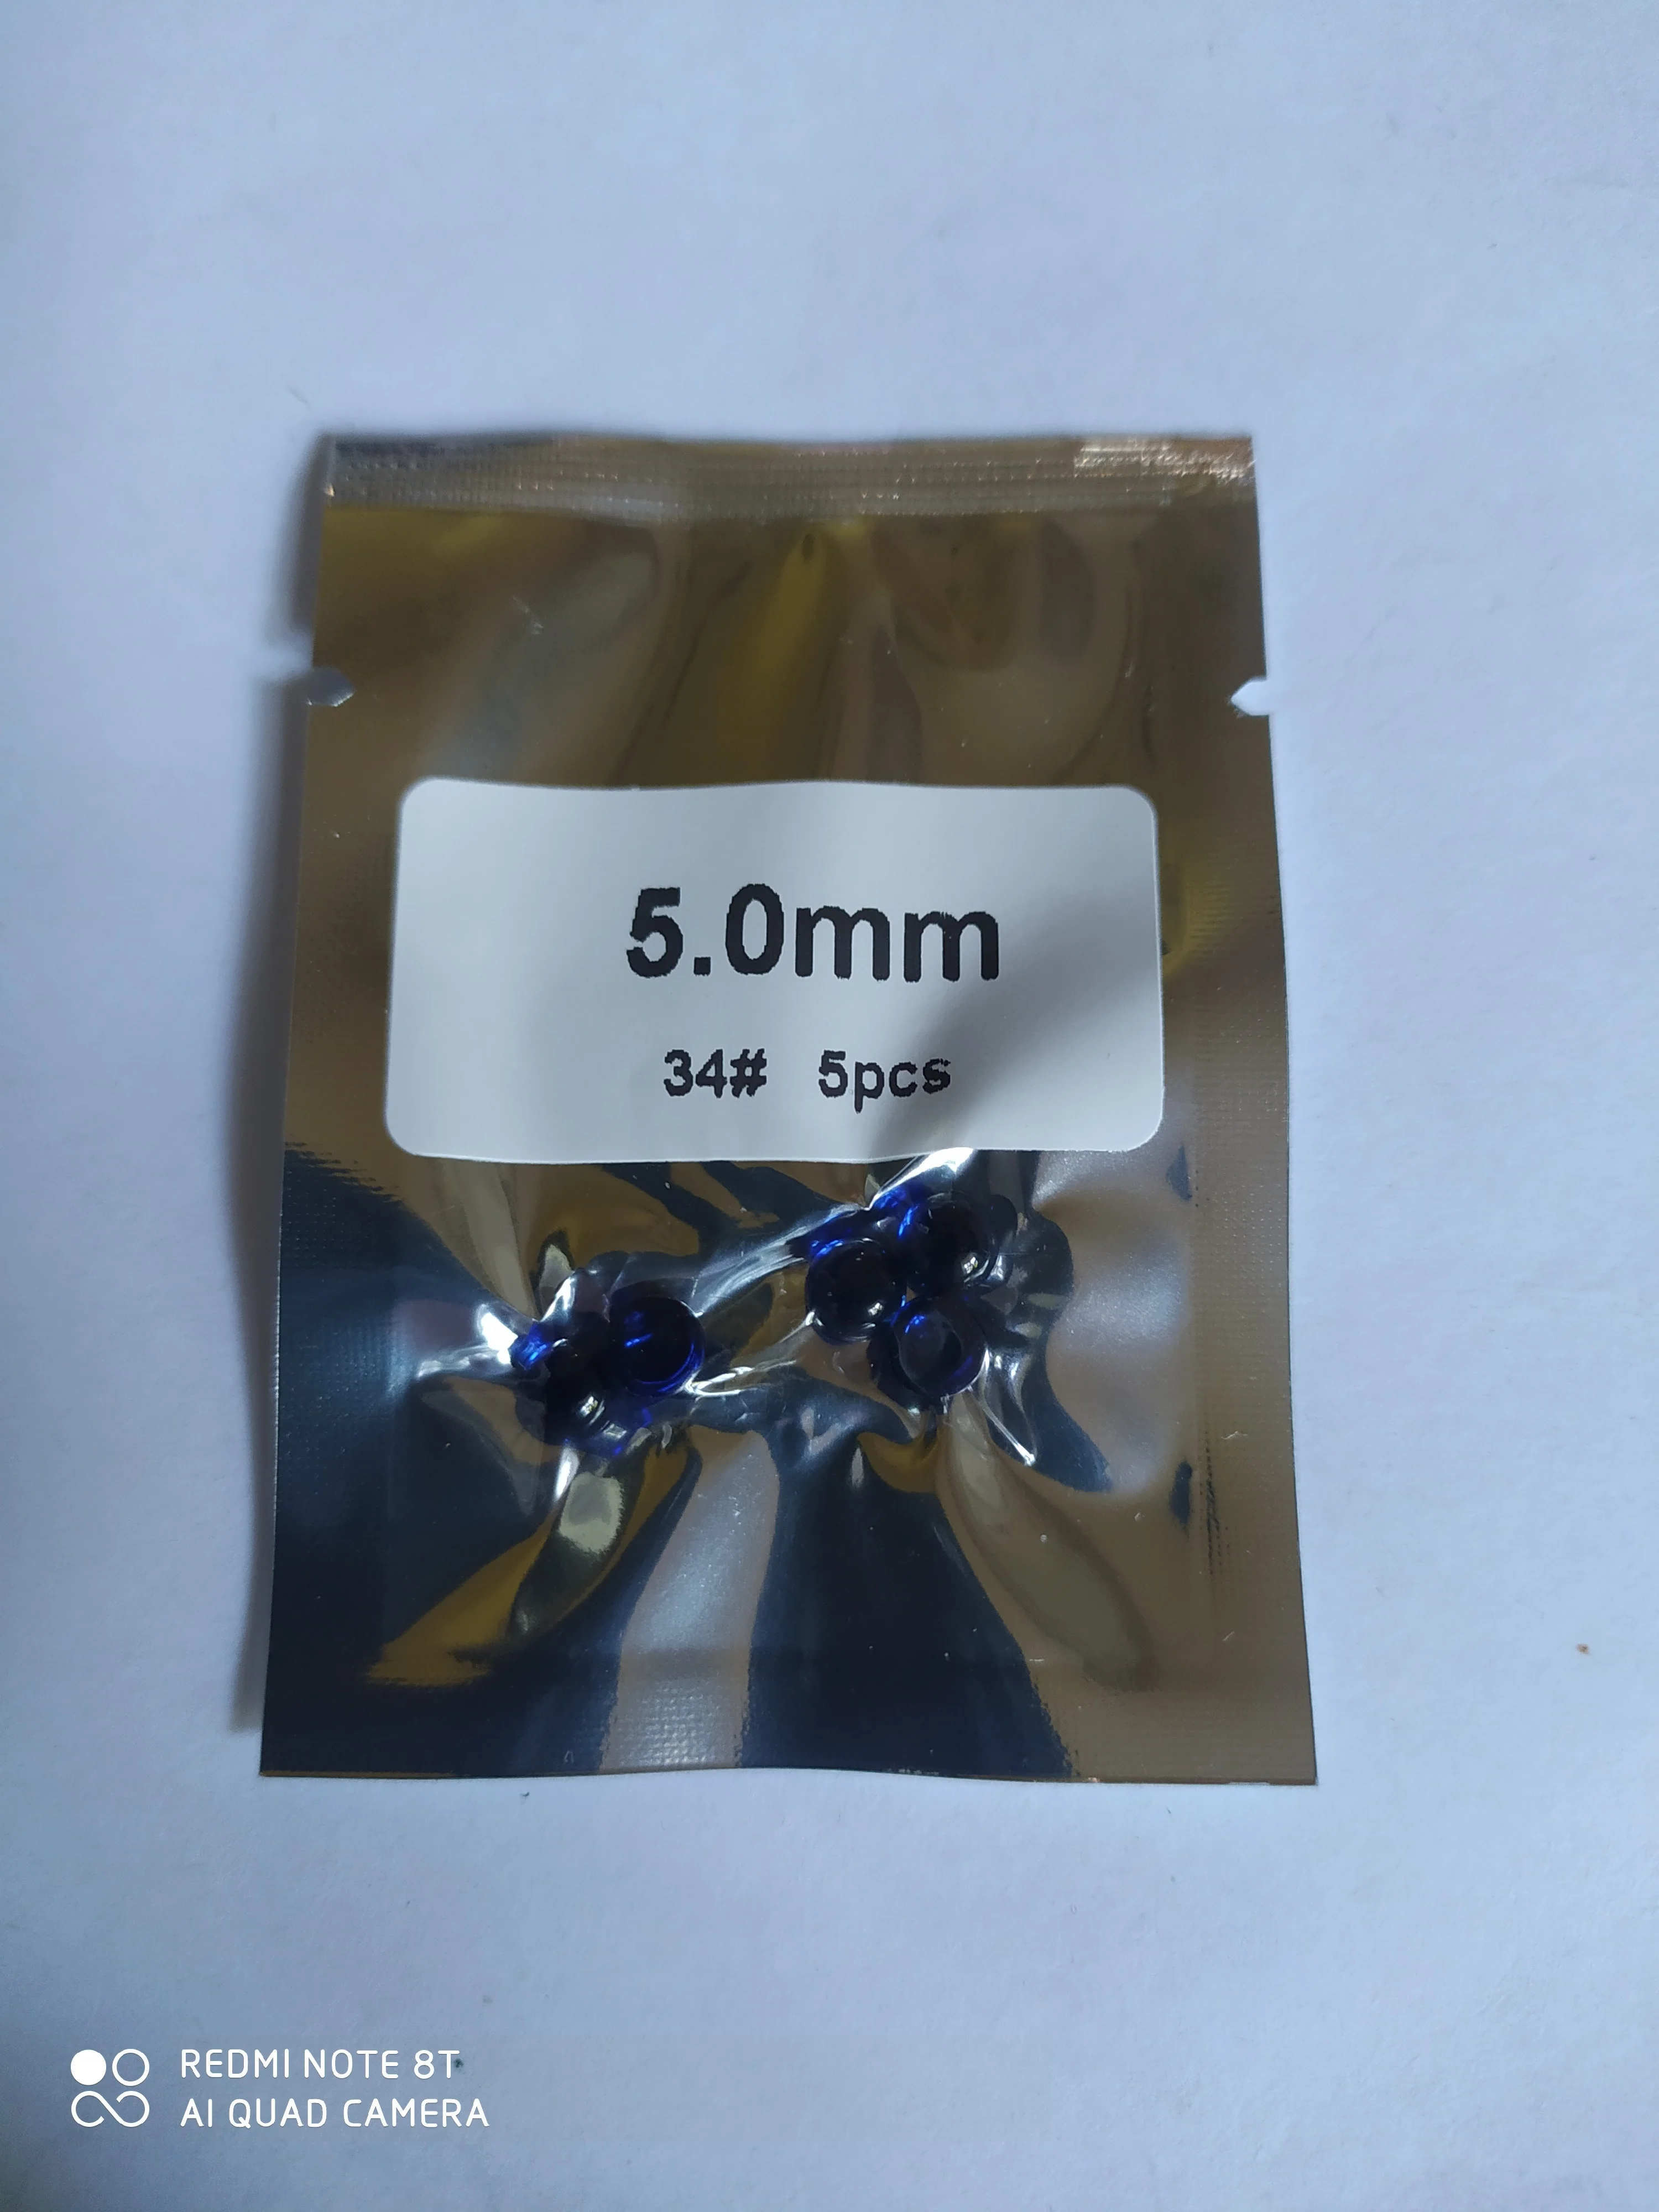 5.0mm
34# 5pcs
REDMI NOTE 8T
AI QUAD CAMERA